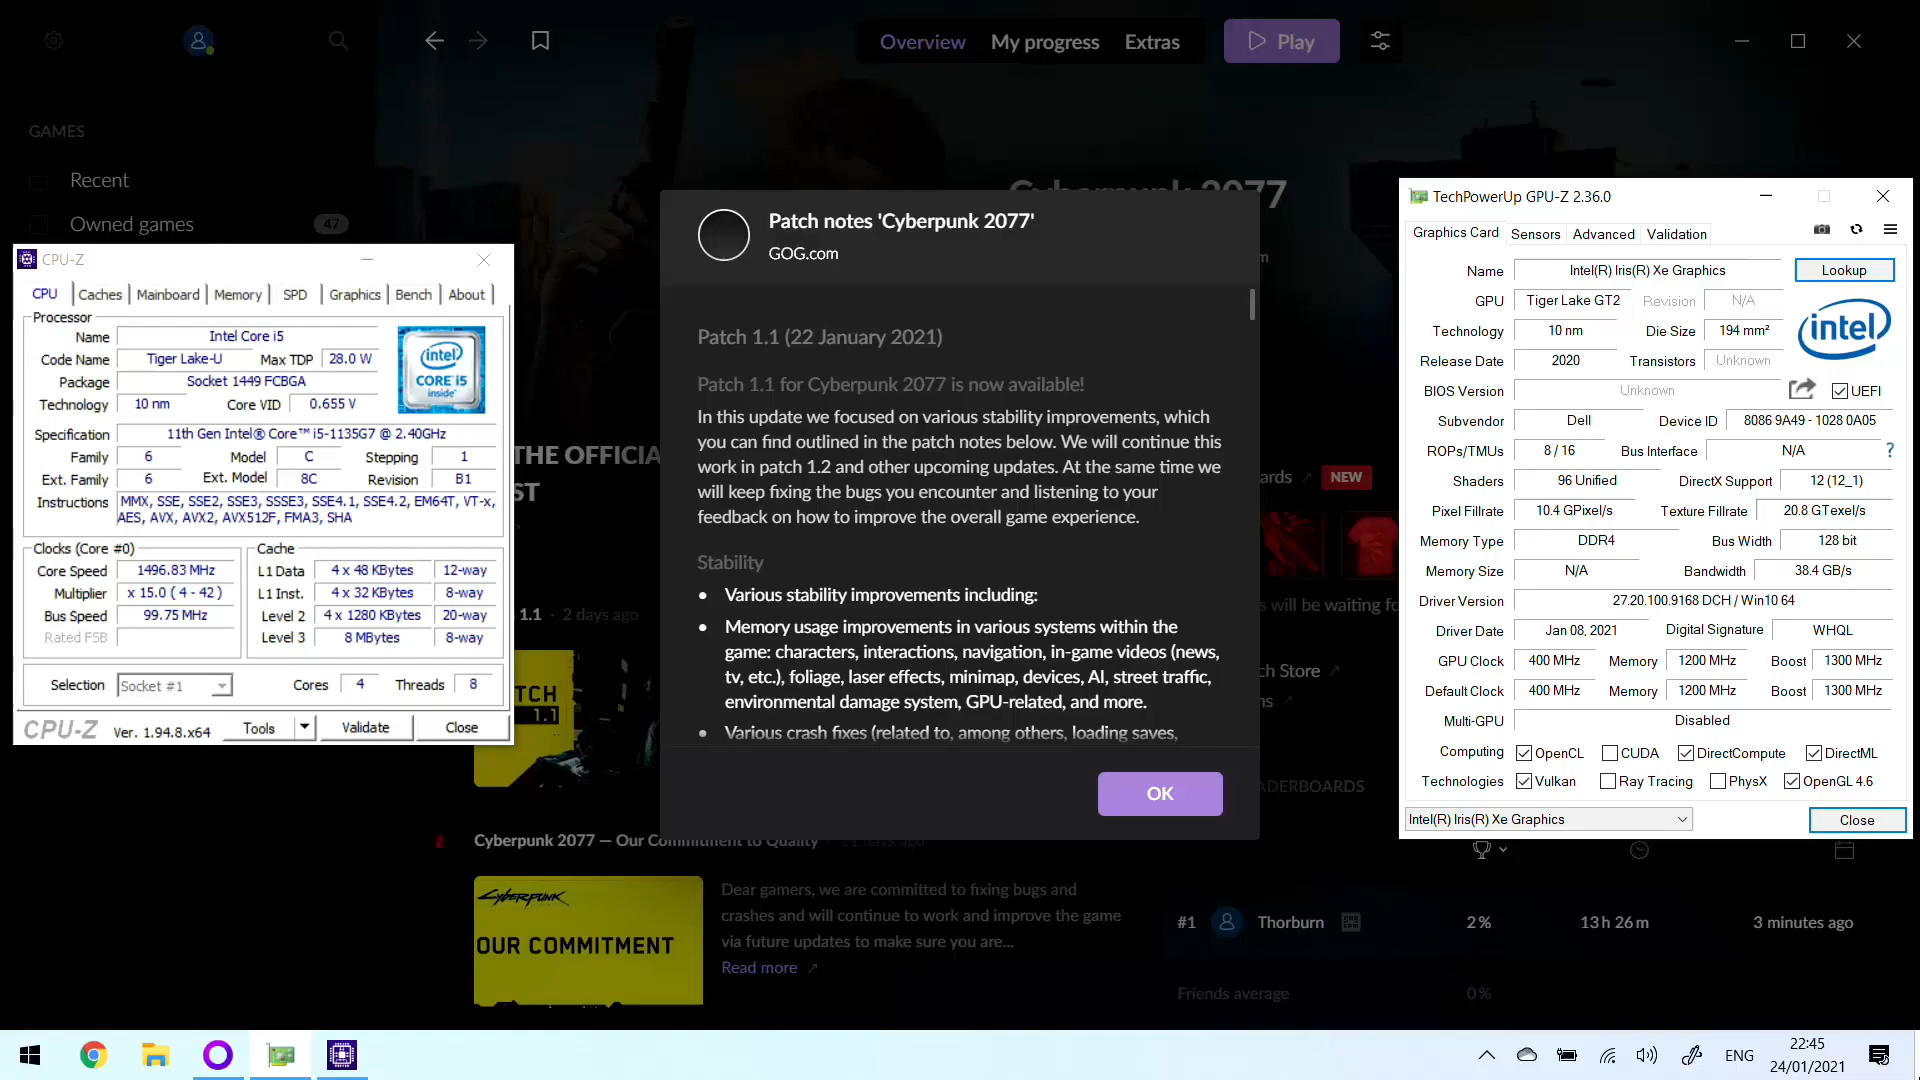 Overview My progress Extras
Play
GAMES
Recent
Owned games 47
Cyberpunk 2077
THE OFFICIA
ST
1.1 · 2 days ago
TCH
1.1
ards NEW
s will be waiting fo
ch Store
ns
ADERBOARDS
Cyberpunk 2077 — Our Commitment to Quality · 11 days ago
CYBERPUNK
OUR COMMITMENT
Dear gamers, we are committed to fixing bugs and
crashes and will continue to work and improve the game
via future updates to make sure you are...
Read more
#1 Thorburn 2% 13 h 26 m 3 minutes ago
Friends average 0%
CPU-Z
CPU Caches Mainboard Memory SPD Graphics Bench About
Processor
Name Intel Core i5
Code Name Tiger Lake-U Max TDP 28.0 W
Package Socket 1449 FCBGA
Technology 10 nm Core VID 0.655 V
intel
CORE i5
inside
Specification 11th Gen Intel® Core™ i5-1135G7 @ 2.40GHz
Family 6 Model C Stepping 1
Ext. Family 6 Ext. Model 8C Revision B1
Instructions MMX, SSE, SSE2, SSE3, SSSE3, SSE4.1, SSE4.2, EM64T, VT-x,
AES, AVX, AVX2, AVX512F, FMA3, SHA
Clocks (Core #0)
Core Speed 1496.83 MHz
Multiplier x 15.0 ( 4 - 42 )
Bus Speed 99.75 MHz
Rated FSB
Cache
L1 Data 4 x 48 KBytes 12-way
L1 Inst. 4 x 32 KBytes 8-way
Level 2 4 x 1280 KBytes 20-way
Level 3 8 MBytes 8-way
Selection Socket #1 Cores 4 Threads 8
CPU-Z Ver. 1.94.8.x64 Tools Validate Close
Patch notes 'Cyberpunk 2077'
GOG.com
Patch 1.1 (22 January 2021)
Patch 1.1 for Cyberpunk 2077 is now available!
In this update we focused on various stability improvements, which
you can find outlined in the patch notes below. We will continue this
work in patch 1.2 and other upcoming updates. At the same time we
will keep fixing the bugs you encounter and listening to your
feedback on how to improve the overall game experience.
Stability
• Various stability improvements including:
• Memory usage improvements in various systems within the
game: characters, interactions, navigation, in-game videos (news,
tv, etc.), foliage, laser effects, minimap, devices, AI, street traffic,
environmental damage system, GPU-related, and more.
• Various crash fixes (related to, among others, loading saves,
OK
TechPowerUp GPU-Z 2.36.0
Graphics Card Sensors Advanced Validation
Name Intel(R) Iris(R) Xe Graphics Lookup
GPU Tiger Lake GT2 Revision N/A
Technology 10 nm Die Size 194 mm²
intel
Release Date 2020 Transistors Unknown
BIOS Version Unknown UEFI
Subvendor Dell Device ID 8086 9A49 - 1028 0A05
ROPs/TMUs 8 / 16 Bus Interface N/A ?
Shaders 96 Unified DirectX Support 12 (12_1)
Pixel Fillrate 10.4 GPixel/s Texture Fillrate 20.8 GTexel/s
Memory Type DDR4 Bus Width 128 bit
Memory Size N/A Bandwidth 38.4 GB/s
Driver Version 27.20.100.9168 DCH / Win10 64
Driver Date Jan 08, 2021 Digital Signature WHQL
GPU Clock 400 MHz Memory 1200 MHz Boost 1300 MHz
Default Clock 400 MHz Memory 1200 MHz Boost 1300 MHz
Multi-GPU Disabled
Computing OpenCL CUDA DirectCompute DirectML
Technologies Vulkan Ray Tracing PhysX OpenGL 4.6
Intel(R) Iris(R) Xe Graphics Close
ENG
22:45
24/01/2021